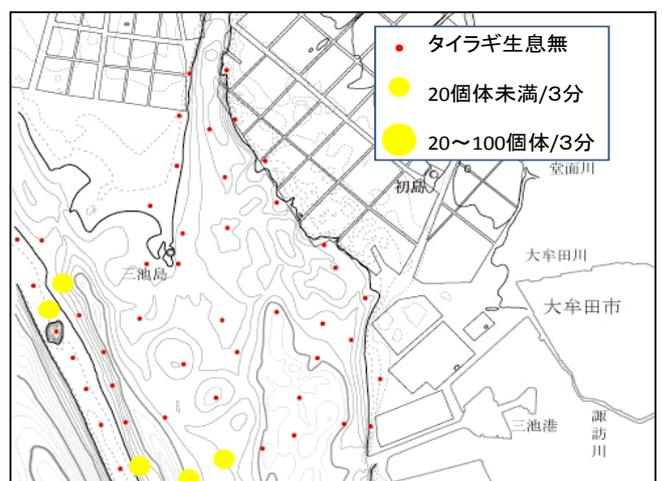 タイラギ生息無
20個体未満/3分
20～100個体/3分
堂面川
初島
大牟田川
三池島
大牟田市
三池港
諏訪川